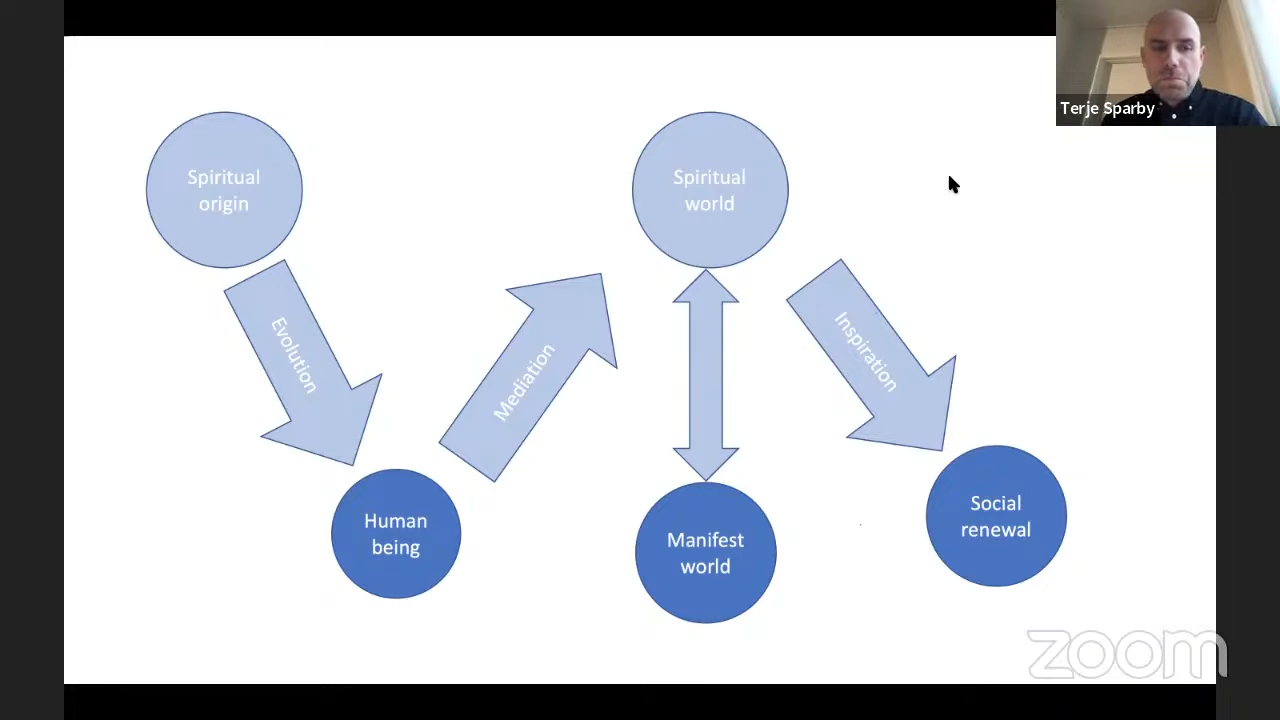 Terje Sparby
Spiritual
origin
Spiritual
world
Evolution
Mediation
Inspiration
Human
being
Manifest
world
Social
renewal
zoom